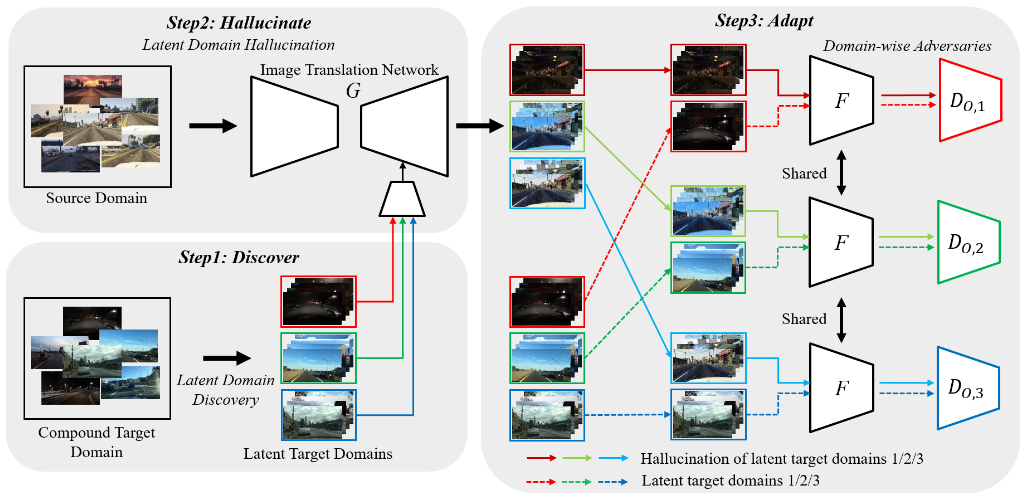 Step2: Hallucinate
Latent Domain Hallucination
Image Translation Network
G
Source Domain
Step1: Discover
Latent Domain
Discovery
Compound Target
Domain
Latent Target Domains
Step3: Adapt
Domain-wise Adversaries
F
D_{O,1}
Shared
F
D_{O,2}
Shared
F
D_{O,3}
Hallucination of latent target domains 1/2/3
Latent target domains 1/2/3